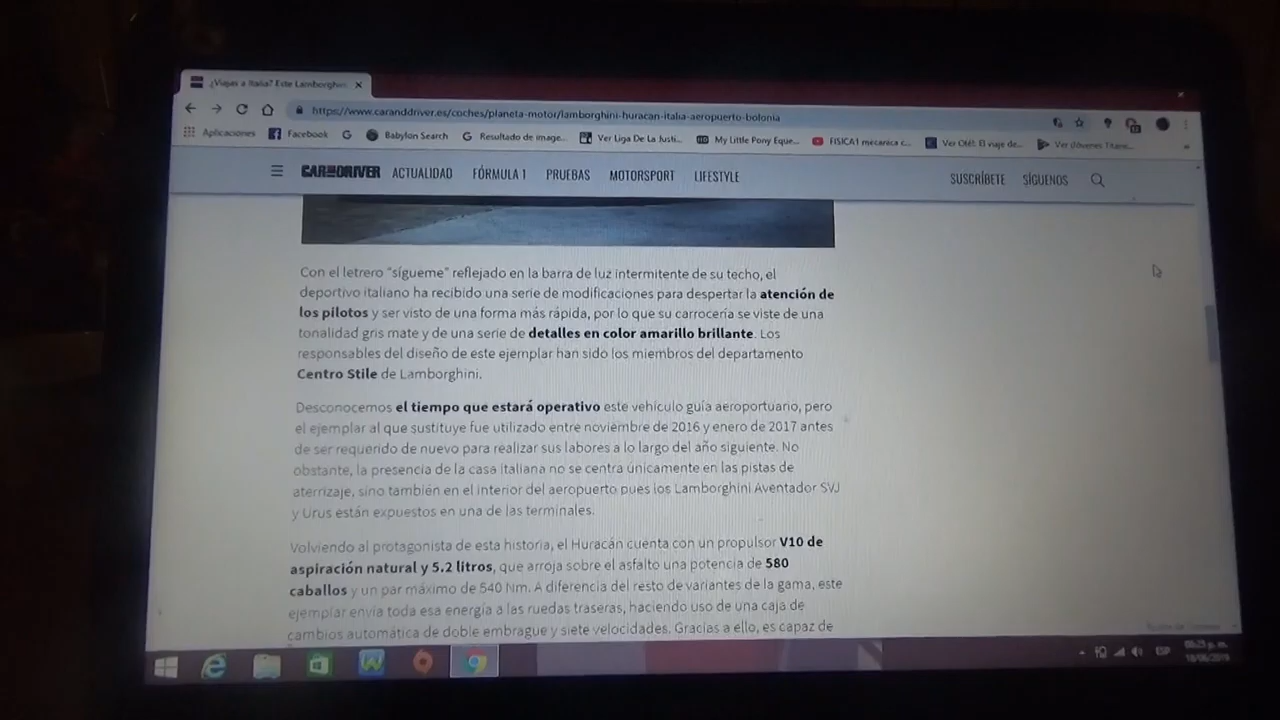 ¿Viajas a Italia? Este Lamborghin
https://www.caranddriver.es/coches/planeta-motor/lamborghini-huracan-italia-aeropuerto-bolonia
Aplicaciones Facebook Babylon Search Resultado de image... Ver Liga De La Justi... My Little Pony Eque... FISICA1 mecanica c... Ver Olé!: El viaje de... Ver Jóvenes Titane...
CAR AND DRIVER ACTUALIDAD FÓRMULA 1 PRUEBAS MOTORSPORT LIFESTYLE SUSCRÍBETE SÍGUENOS
Con el letrero "sígueme" reflejado en la barra de luz intermitente de su techo, el
deportivo italiano ha recibido una serie de modificaciones para despertar la atención de
los pilotos y ser visto de una forma más rápida, por lo que su carrocería se viste de una
tonalidad gris mate y de una serie de detalles en color amarillo brillante. Los
responsables del diseño de este ejemplar han sido los miembros del departamento
Centro Stile de Lamborghini.
Desconocemos el tiempo que estará operativo este vehículo guía aeroportuario, pero
el ejemplar al que sustituye fue utilizado entre noviembre de 2016 y enero de 2017 antes
de ser requerido de nuevo para realizar sus labores a lo largo del año siguiente. No
obstante, la presencia de la casa italiana no se centra únicamente en las pistas de
aterrizaje, sino también en el interior del aeropuerto pues los Lamborghini Aventador SVJ
y Urus están expuestos en una de las terminales.
Volviendo al protagonista de esta historia, el Huracán cuenta con un propulsor V10 de
aspiración natural y 5.2 litros, que arroja sobre el asfalto una potencia de 580
caballos y un par máximo de 540 Nm. A diferencia del resto de variantes de la gama, este
ejemplar envía toda esa energía a las ruedas traseras, haciendo uso de una caja de
cambios automática de doble embrague y siete velocidades. Gracias a ello, es capaz de
ESP
18/06/2019